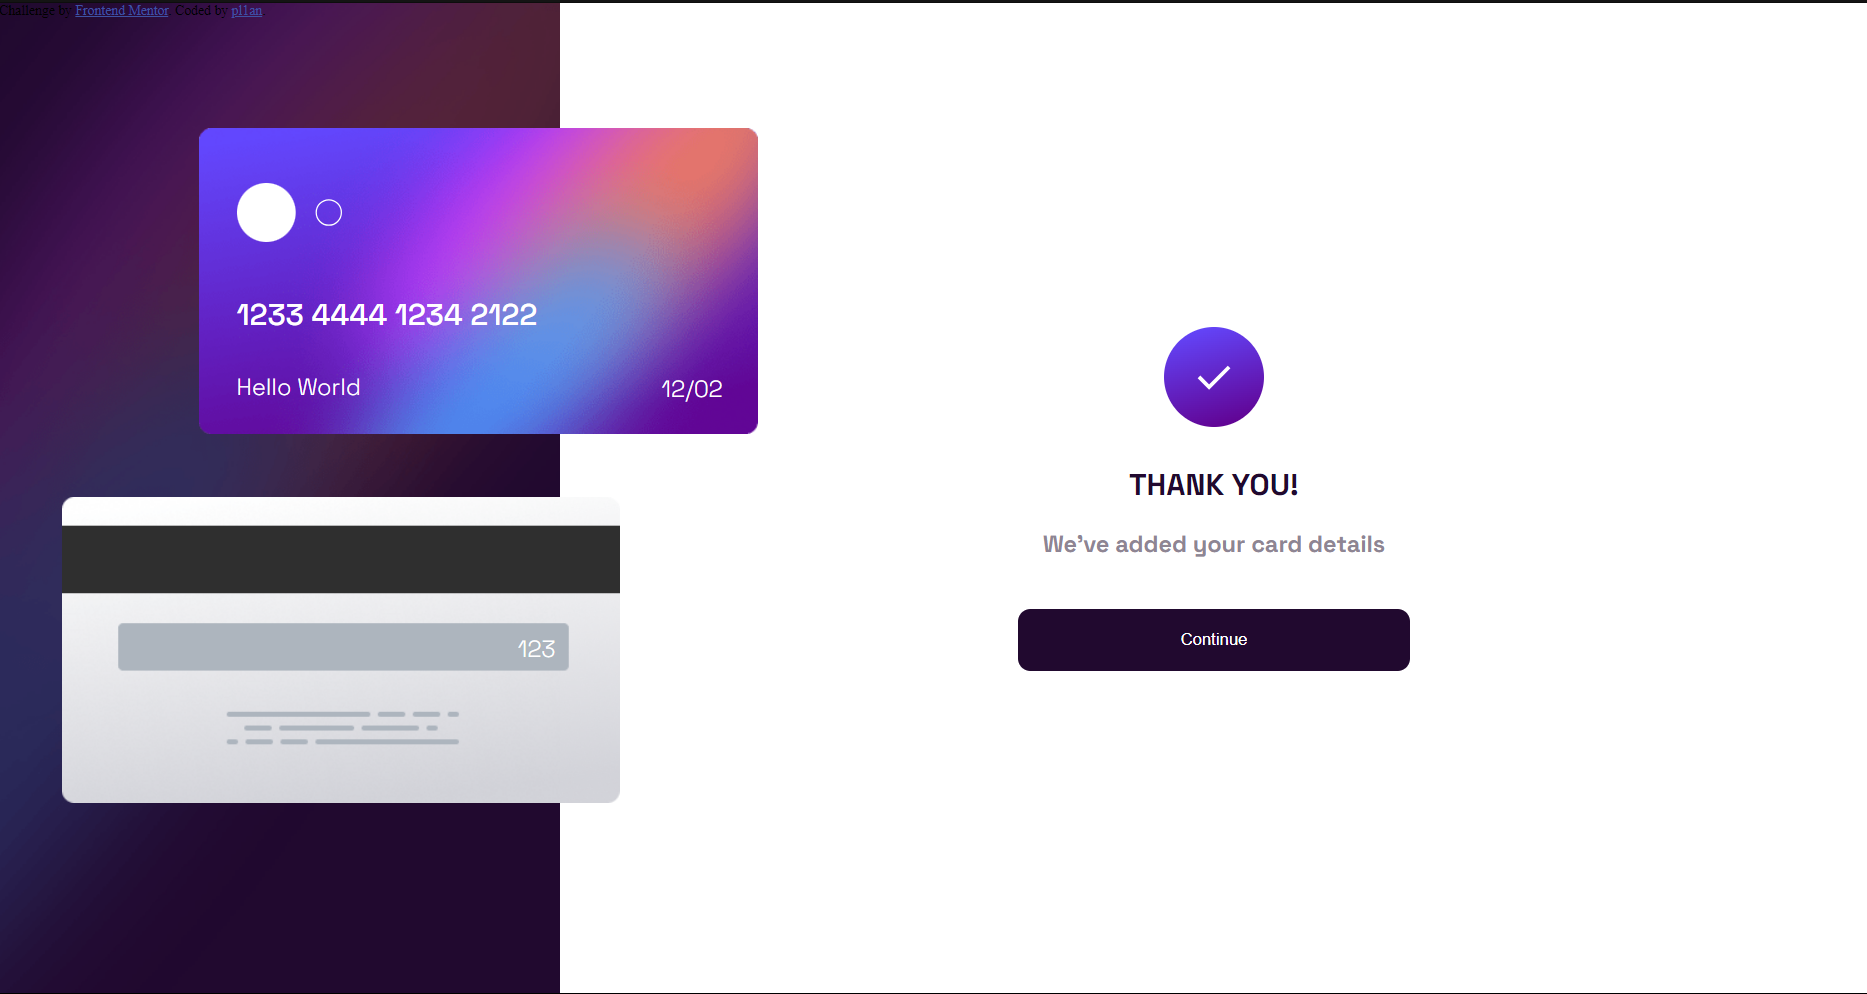 Challenge by Frontend Mentor. Coded by pl1an
1233 4444 1234 2122
Hello World
12/02
123
THANK YOU!
We've added your card details
Continue